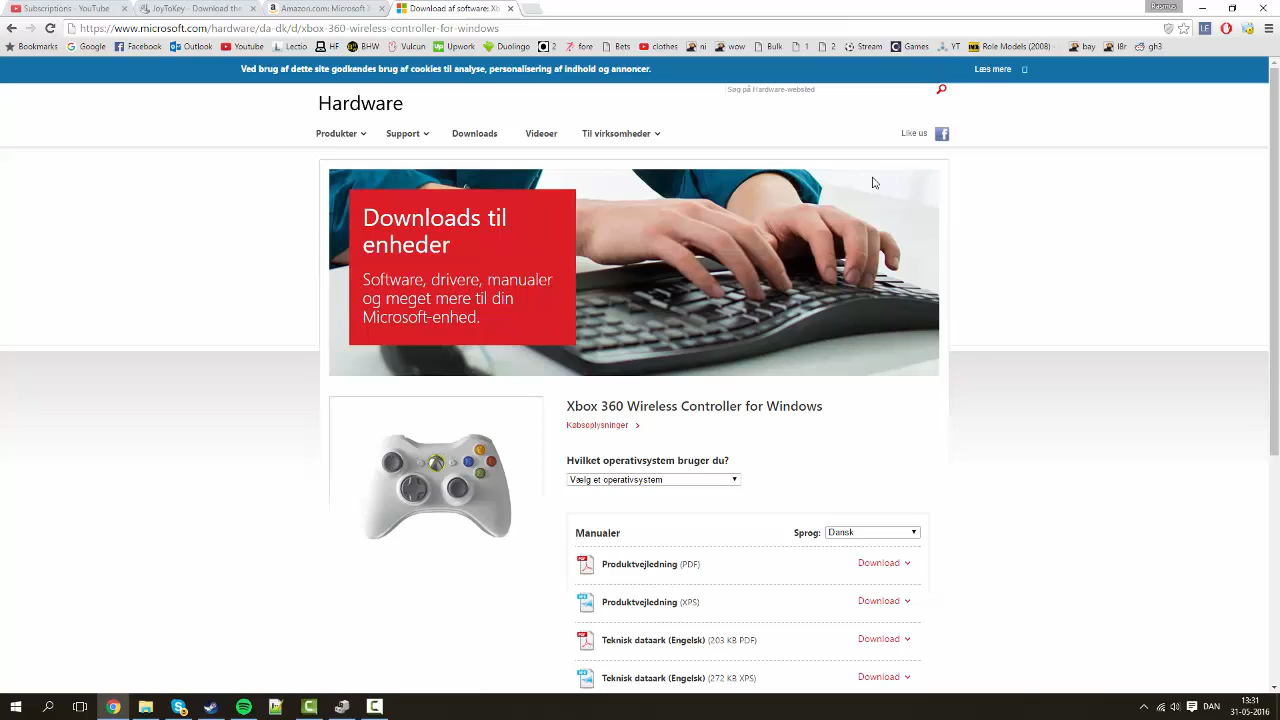 Subscriptions - YouTube
JoyToKey - Download the
Amazon.com: Microsoft X
Download af software: Xb
Rasmus
https://www.microsoft.com/hardware/da-dk/d/xbox-360-wireless-controller-for-windows
Bookmarks Google Facebook Outlook Youtube Lectio HF BHW Vulcun Upwork Duolingo 2 fore Bets clothes ni wow Bulk 1 2 Stream Games YT Role Models (2008) bay lår gh3
Ved brug af dette site godkendes brug af cookies til analyse, personalisering af indhold og annoncer.
Læs mere
Søg på Hardware-websted
Hardware
Produkter Support Downloads Videoer Til virksomheder
Like us
Downloads til
enheder
Software, drivere, manualer
og meget mere til din
Microsoft-enhed.
Xbox 360 Wireless Controller for Windows
Købsoplysninger
Hvilket operativsystem bruger du?
Vælg et operativsystem
Manualer Sprog: Dansk
Produktvejledning (PDF) Download
Produktvejledning (XPS) Download
Teknisk dataark (Engelsk) (203 KB PDF) Download
Teknisk dataark (Engelsk) (272 KB XPS) Download
DAN
13:31
31-05-2016